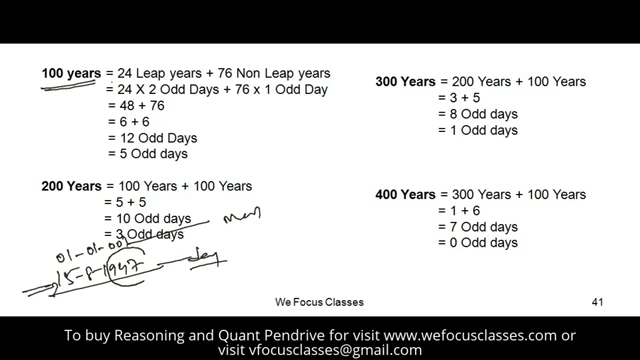 100 years = 24 Leap years + 76 Non Leap years
= 24 X 2 Odd Days + 76 x 1 Odd Day
= 48 + 76
= 6 + 6
= 12 Odd Days
= 5 Odd days
200 Years = 100 Years + 100 Years
= 5 + 5
= 10 Odd days
= 3 Odd days
01-01-001
15-8-1947
day
300 Years = 200 Years + 100 Years
= 3 + 5
= 8 Odd days
= 1 Odd days
400 Years = 300 Years + 100 Years
= 1 + 6
= 7 Odd days
= 0 Odd days
We Focus Classes
41
To buy Reasoning and Quant Pendrive for visit www.wefocusclasses.com or
visit vfocusclasses@gmail.com